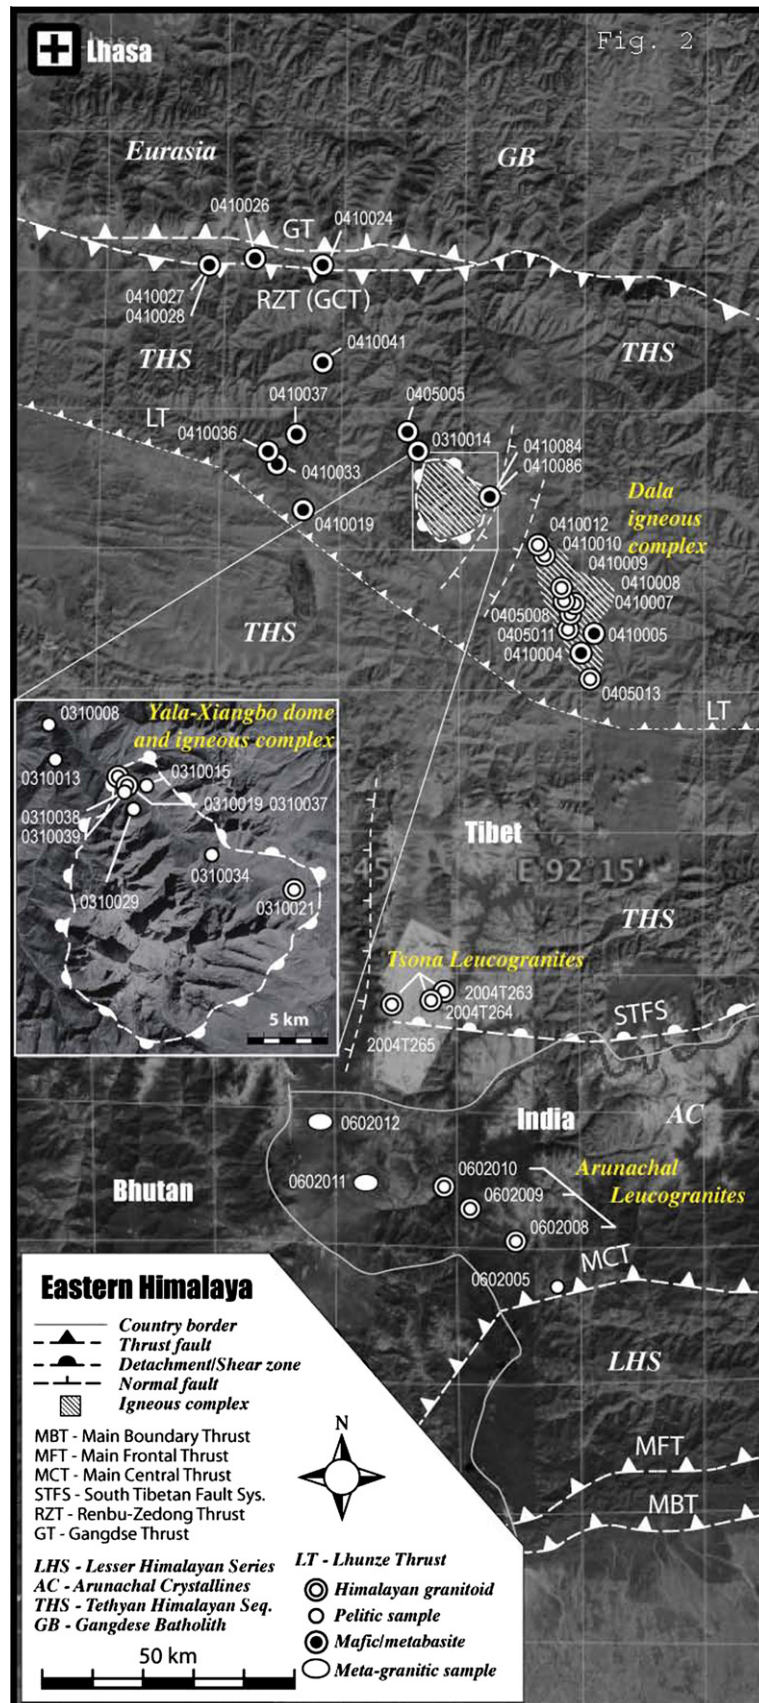 Fig. 2
Lhasa
Eurasia
GB
0410026
GT
0410024
0410027
0410028
RZT (GCT)
THS
0410041
THS
LT
0410037
0405005
0410036
0310014
0410033
0410084
0410086
0410019
Dala
igneous
complex
0410012
0410010
0410009
0410008
0410007
THS
0405008
0405011
0410005
0410004
0405013
LT
0310008
Yala-Xiangbo dome
and igneous complex
0310013
0310015
0310038
0310019 0310037
0310039
0310034
0310029
0310021
5 km
Tibet
45'
E 92°15'
THS
Tsona Leucogranites
2004T263
2004T264
2004T265
STFS
0602012
India
AC
Bhutan
0602011
0602010
0602009
0602008
Arunachal
Leucogranites
0602005
MCT
LHS
MFT
MBT
Eastern Himalaya
Country border
Thrust fault
Detachment/Shear zone
Normal fault
Igneous complex
MBT - Main Boundary Thrust
MFT - Main Frontal Thrust
MCT - Main Central Thrust
STFS - South Tibetan Fault Sys.
RZT - Renbu-Zedong Thrust
GT - Gangdse Thrust
N
LHS - Lesser Himalayan Series
AC - Arunachal Crystallines
THS - Tethyan Himalayan Seq.
GB - Gangdese Batholith
50 km
LT - Lhunze Thrust
Himalayan granitoid
Pelitic sample
Mafic/metabasite
Meta-granitic sample